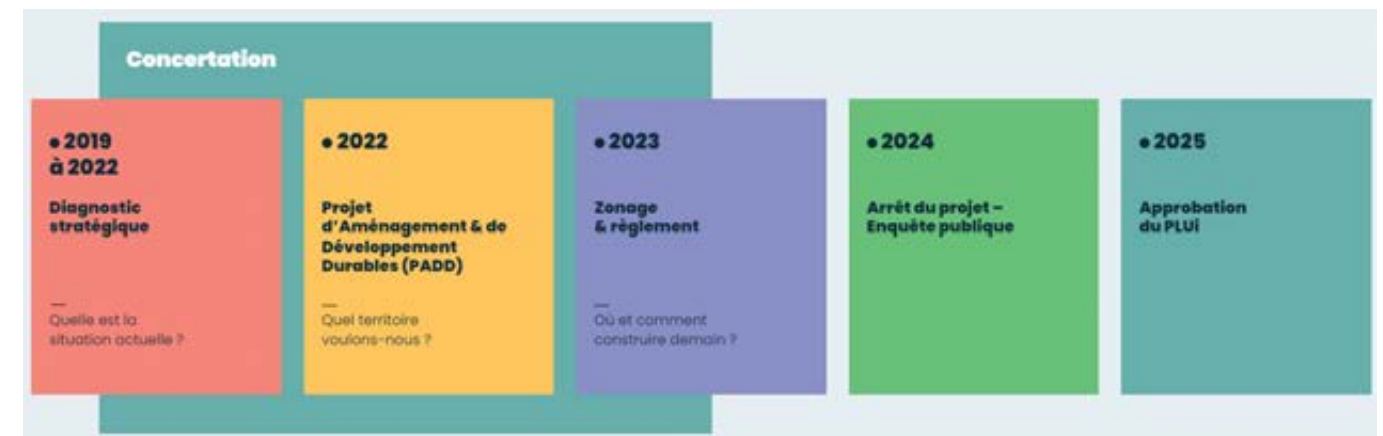 Concertation
• 2019
à 2022
Diagnostic
stratégique
—
Quelle est la
situation actuelle ?
• 2022
Projet
d'Aménagement & de
Développement
Durables (PADD)
—
Quel territoire
voulons-nous ?
• 2023
Zonage
& règlement
—
Où et comment
construire demain ?
• 2024
Arrêt du projet –
Enquête publique
• 2025
Approbation
du PLUi